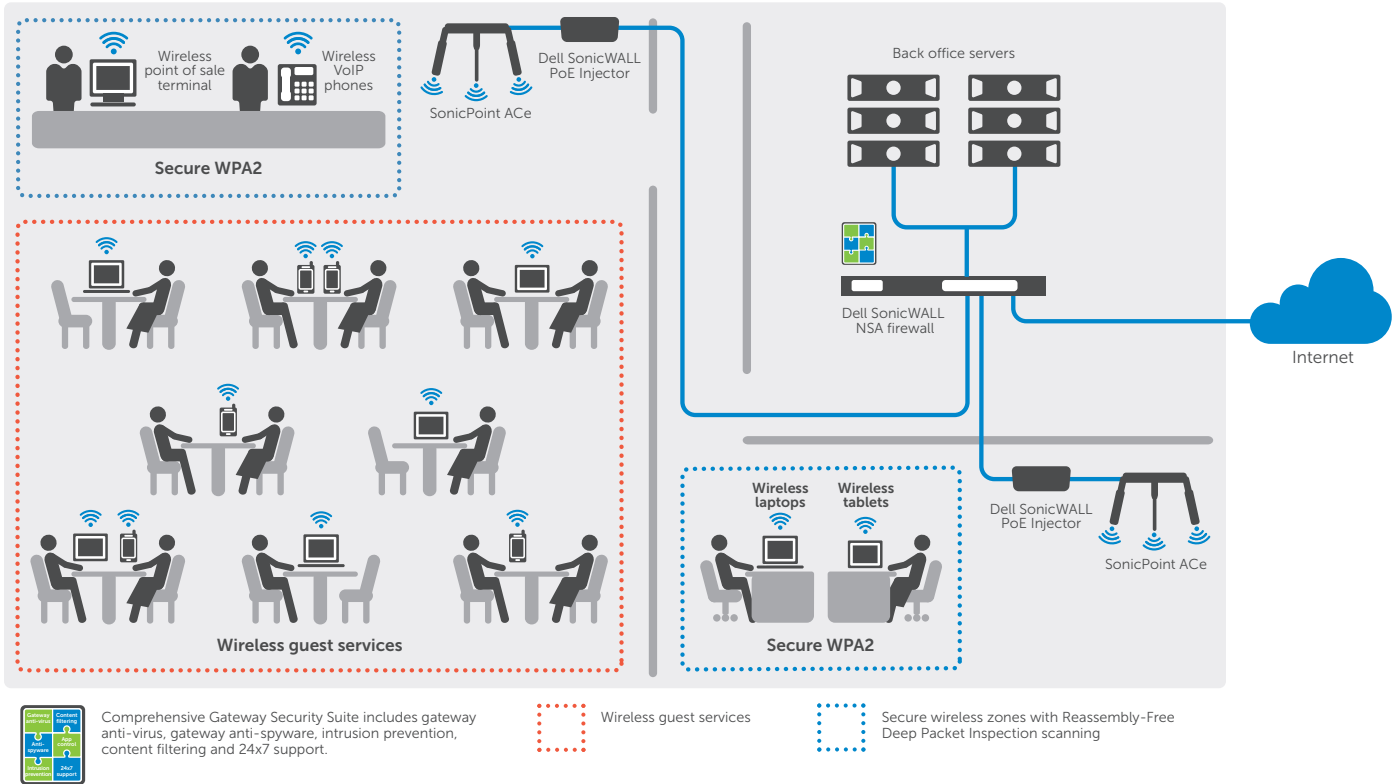 Wireless
point of sale
terminal
Wireless
VoIP
phones
Secure WPA2
SonicPoint ACe
Dell SonicWALL
PoE Injector
Back office servers
Dell SonicWALL
NSA firewall
Internet
Wireless guest services
Wireless
laptops
Wireless
tablets
Secure WPA2
Dell SonicWALL
PoE Injector
SonicPoint ACe
Gateway
anti-virus
Content
filtering
Anti-
spyware
App
control
Intrusion
prevention
24x7
support
Comprehensive Gateway Security Suite includes gateway
anti-virus, gateway anti-spyware, intrusion prevention,
content filtering and 24x7 support.
Wireless guest services
Secure wireless zones with Reassembly-Free
Deep Packet Inspection scanning